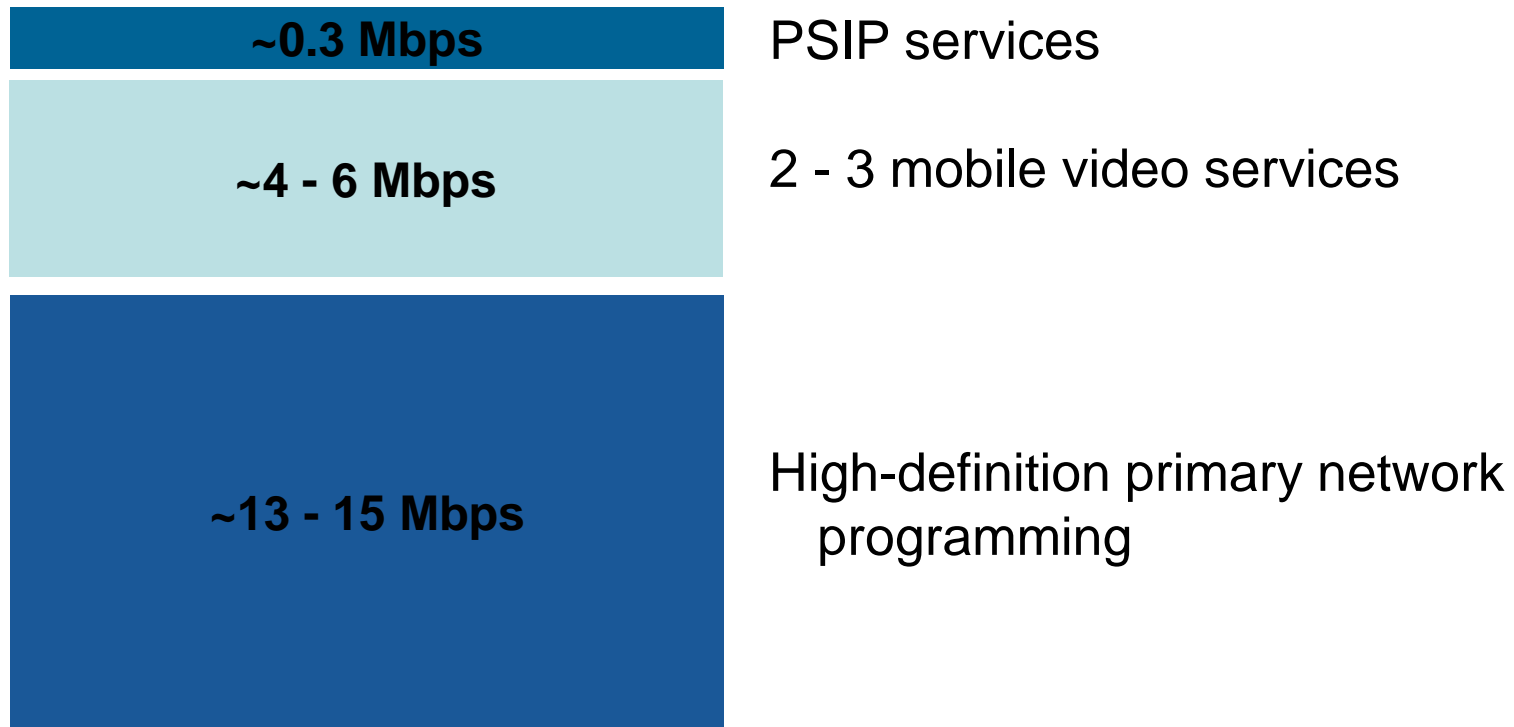 ~0.3 Mbps PSIP services
~4 - 6 Mbps 2 - 3 mobile video services
~13 - 15 Mbps High-definition primary network
programming